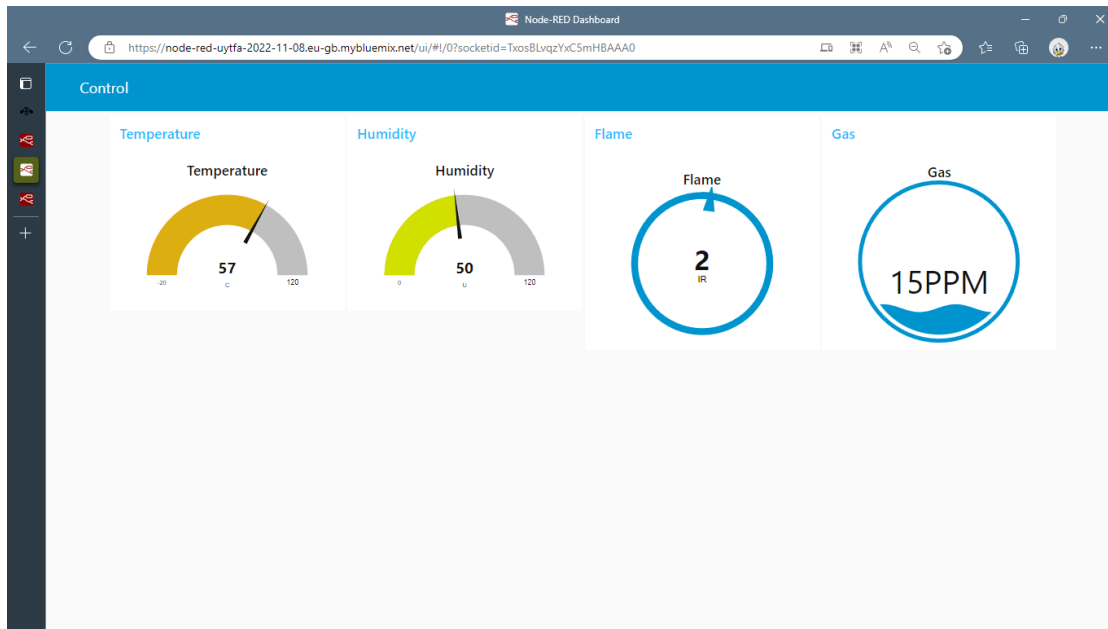 Node-RED Dashboard
https://node-red-uytfa-2022-11-08.eu-gb.mybluemix.net/ui/#!/0?socketid=TxosBLvqzYxC5mHBAAA0
Control
Temperature
Temperature
57
-20
C
120
Humidity
Humidity
50
0
U
120
Flame
Flame
2
IR
Gas
Gas
15PPM